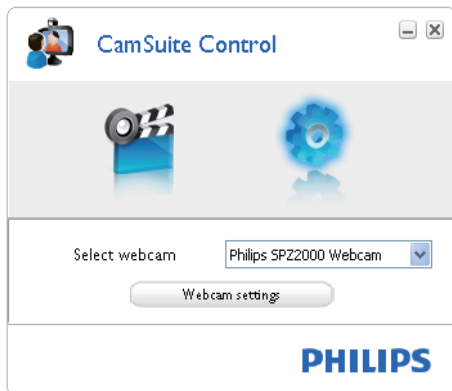 CamSuite Control
Select webcam
Philips SPZ2000 Webcam
Webcam settings
PHILIPS